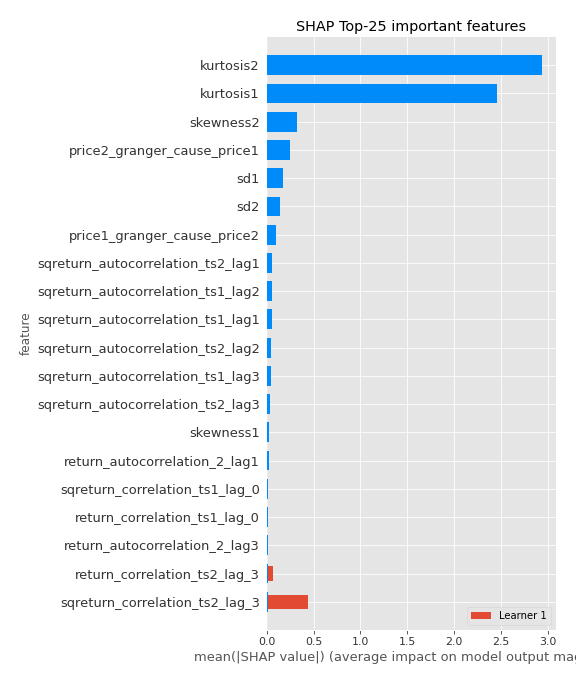 SHAP Top-25 important features
kurtosis2
kurtosis1
skewness2
price2_granger_cause_price1
sd1
sd2
price1_granger_cause_price2
sqreturn_autocorrelation_ts2_lag1
sqreturn_autocorrelation_ts1_lag2
sqreturn_autocorrelation_ts1_lag1
sqreturn_autocorrelation_ts2_lag2
sqreturn_autocorrelation_ts1_lag3
sqreturn_autocorrelation_ts2_lag3
skewness1
return_autocorrelation_2_lag1
sqreturn_correlation_ts1_lag_0
return_correlation_ts1_lag_0
return_autocorrelation_2_lag3
return_correlation_ts2_lag_3
sqreturn_correlation_ts2_lag_3
feature
Learner 1
0.0 0.5 1.0 1.5 2.0 2.5 3.0
mean(|SHAP value|) (average impact on model output mag